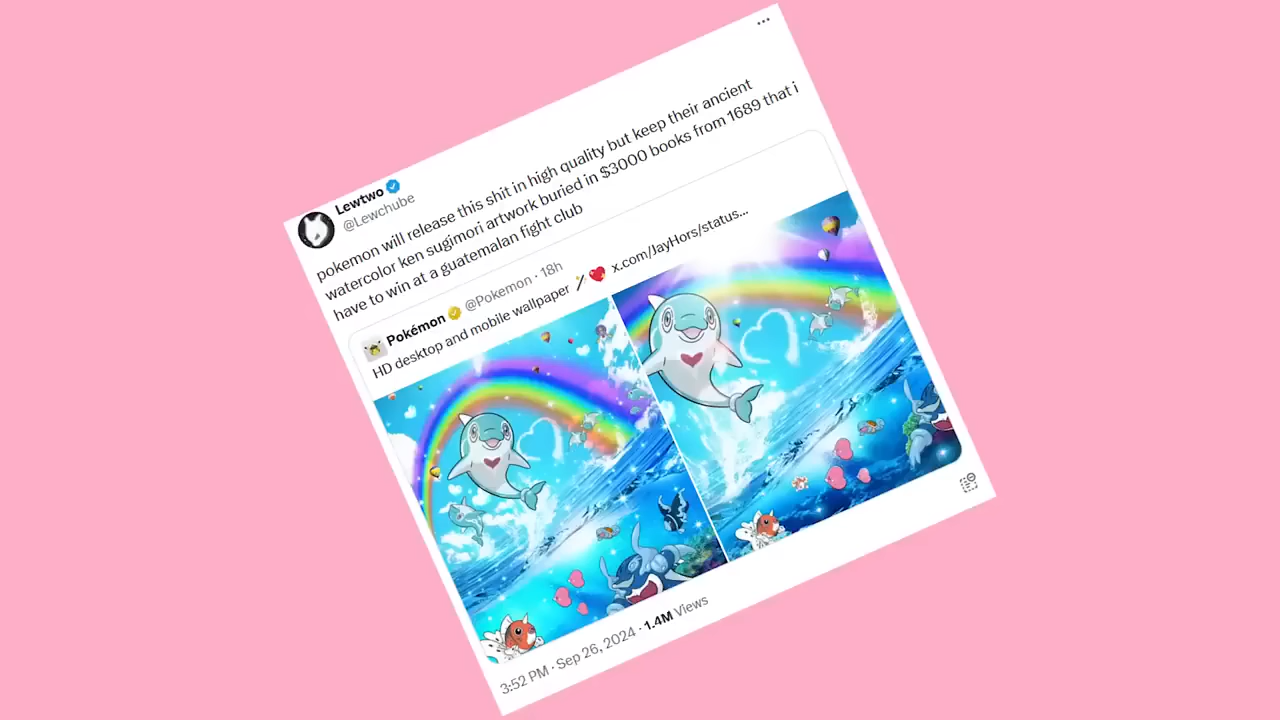 Lewtwo
@Lewchube
pokemon will release this shit in high quality but keep their ancient
watercolor ken sugimori artwork buried in $3000 books from 1689 that i
have to win at a guatemalan fight club
Pokémon @Pokemon · 18h
HD desktop and mobile wallpaper x.com/JayHors/status...
3:52 PM · Sep 26, 2024 · 1.4M Views